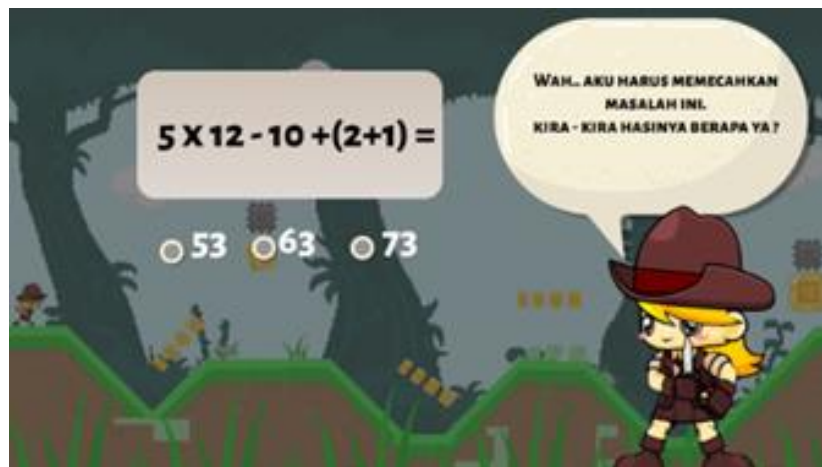 5 X 12 - 10 +(2+1) =
53 63 73
WAH.. AKU HARUS MEMECAHKAN
MASALAH INI.
KIRA - KIRA HASINYA BERAPA YA ?